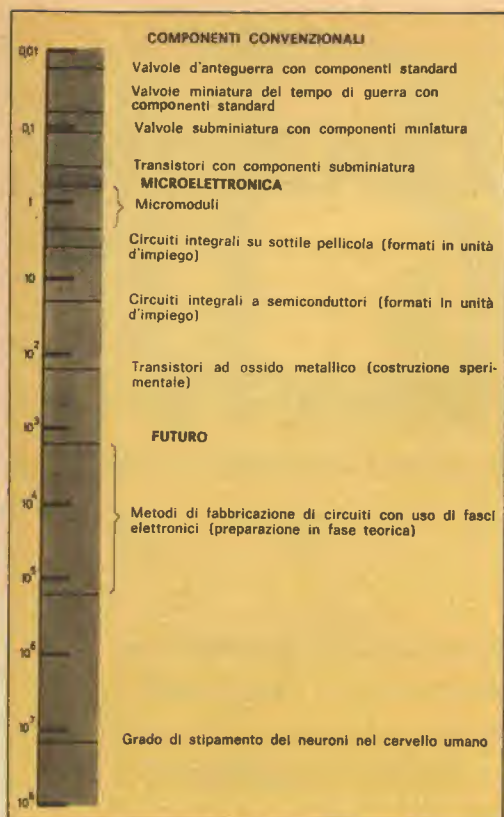 COMPONENTI CONVENZIONALI
0,01
Valvole d'anteguerra con componenti standard
Valvole miniatura del tempo di guerra con
componenti standard
0,1
Valvole subminiatura con componenti miniatura
Transistori con componenti subminiatura
MICROELETTRONICA
1
Micromoduli
Circuiti integrali su sottile pellicola (formati in unità
d'impiego)
10
Circuiti integrali a semiconduttori (formati in unità
d'impiego)
10²
Transistori ad ossido metallico (costruzione speri-
mentale)
10³
FUTURO
10⁴
Metodi di fabbricazione di circuiti con uso di fasci
elettronici (preparazione in fase teorica)
10⁵
10⁶
10⁷
Grado di stipamento dei neuroni nel cervello umano
10⁸